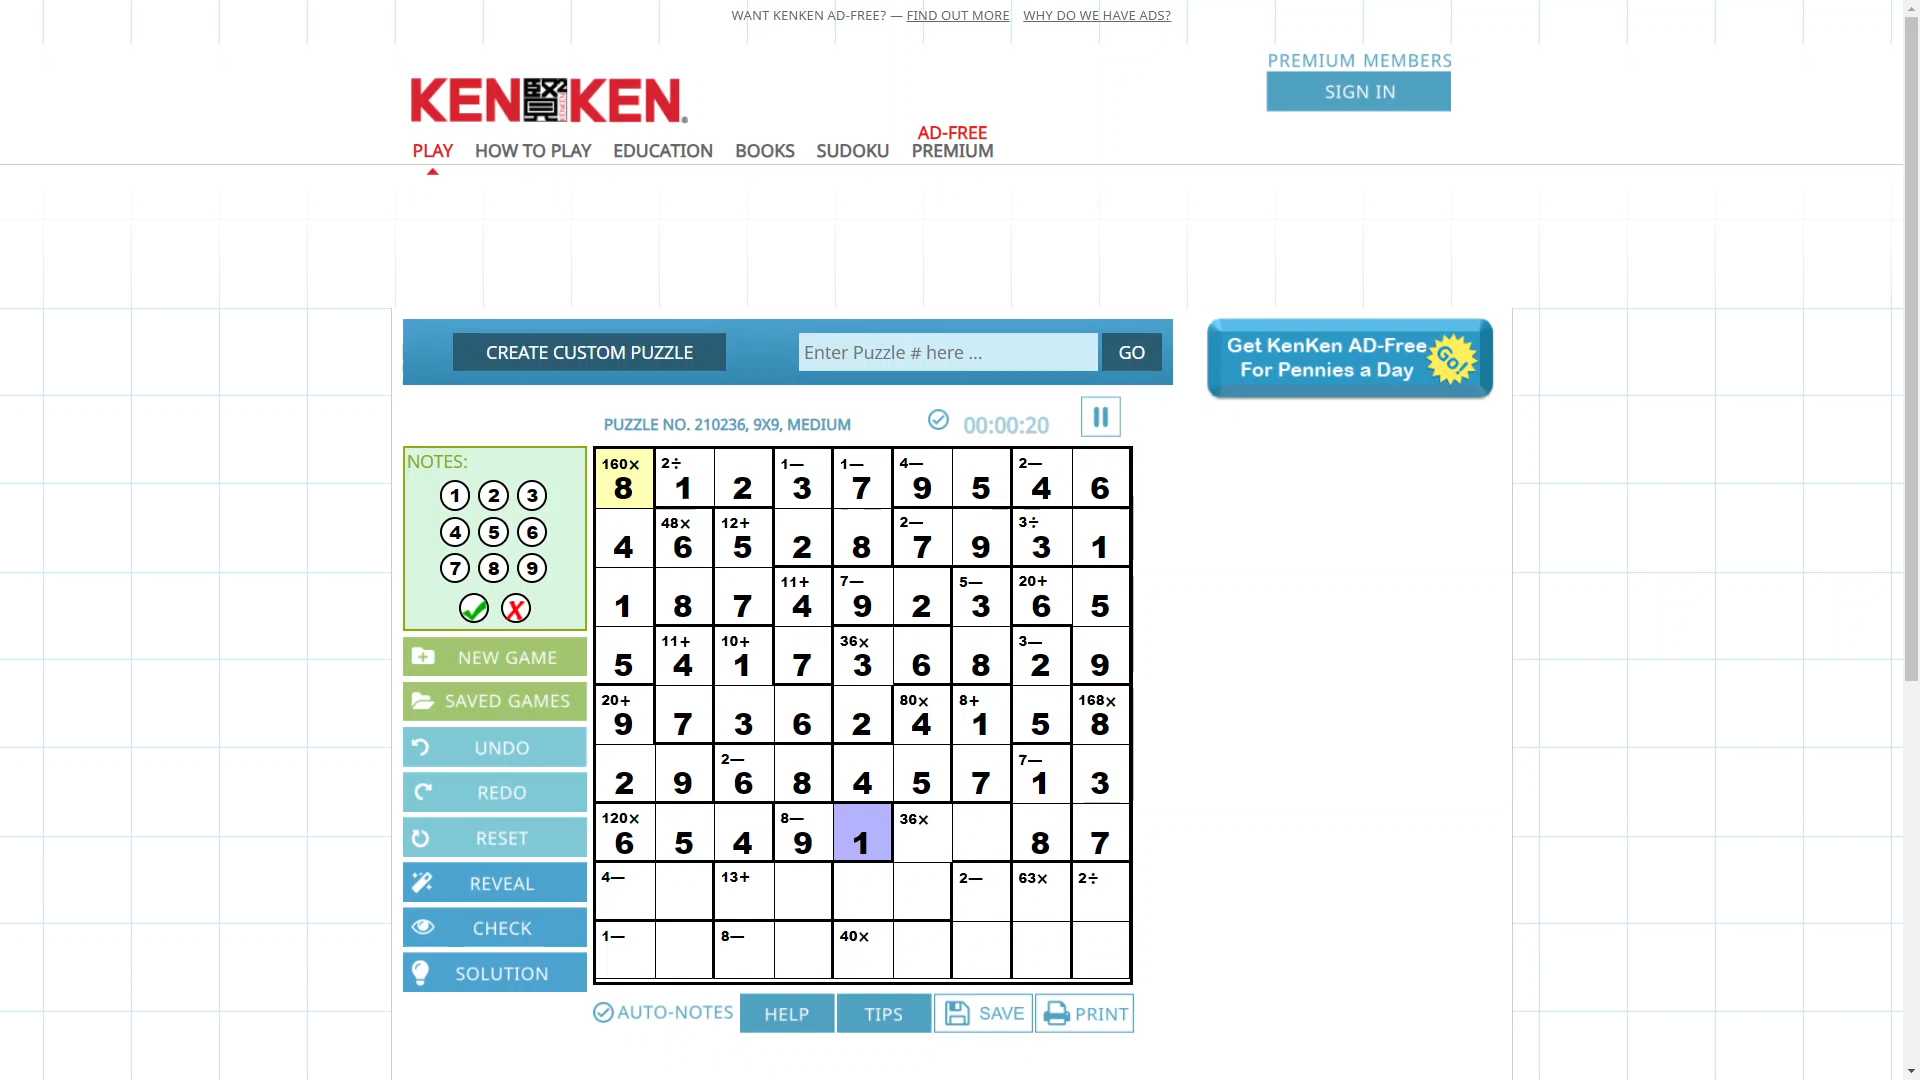 WANT KENKEN AD-FREE? — FIND OUT MORE WHY DO WE HAVE ADS?
PREMIUM MEMBERS
SIGN IN
KEN賢KEN®
PLAY HOW TO PLAY EDUCATION BOOKS SUDOKU AD-FREE PREMIUM
CREATE CUSTOM PUZZLE Enter Puzzle # here ... GO
Get KenKen AD-Free For Pennies a Day Go!
PUZZLE NO. 210236, 9X9, MEDIUM 00:00:20
NOTES:
1 2 3
4 5 6
7 8 9
NEW GAME
SAVED GAMES
UNDO
REDO
RESET
REVEAL
CHECK
SOLUTION
160× 2÷ 1— 1— 4— 2—
8 1 2 3 7 9 5 4 6
48× 12+ 2— 3÷
4 6 5 2 8 7 9 3 1
11+ 7— 5— 20+
1 8 7 4 9 2 3 6 5
11+ 10+ 36× 3—
5 4 1 7 3 6 8 2 9
20+ 80× 8+ 168×
9 7 3 6 2 4 1 5 8
2— 7—
2 9 6 8 4 5 7 1 3
120× 8— 36×
6 5 4 9 1 8 7
4— 13+ 2— 63× 2÷
1— 8— 40×
AUTO-NOTES HELP TIPS SAVE PRINT